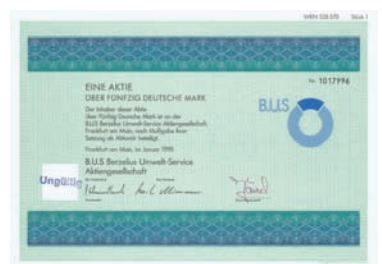 WKN 528 070 Stück 1
EINE AKTIE
ÜBER FÜNFZIG DEUTSCHE MARK
Nr. 1017996
Der Inhaber dieser Aktie
über Fünfzig Deutsche Mark ist an der
B.U.S Berzelius Umwelt-Service Aktiengesellschaft,
Frankfurt am Main, nach Maßgabe ihrer
Satzung als Aktionär beteiligt.
B.U.S
Frankfurt am Main, im Januar 1990
B.U.S Berzelius Umwelt-Service
Aktiengesellschaft
Ungültig